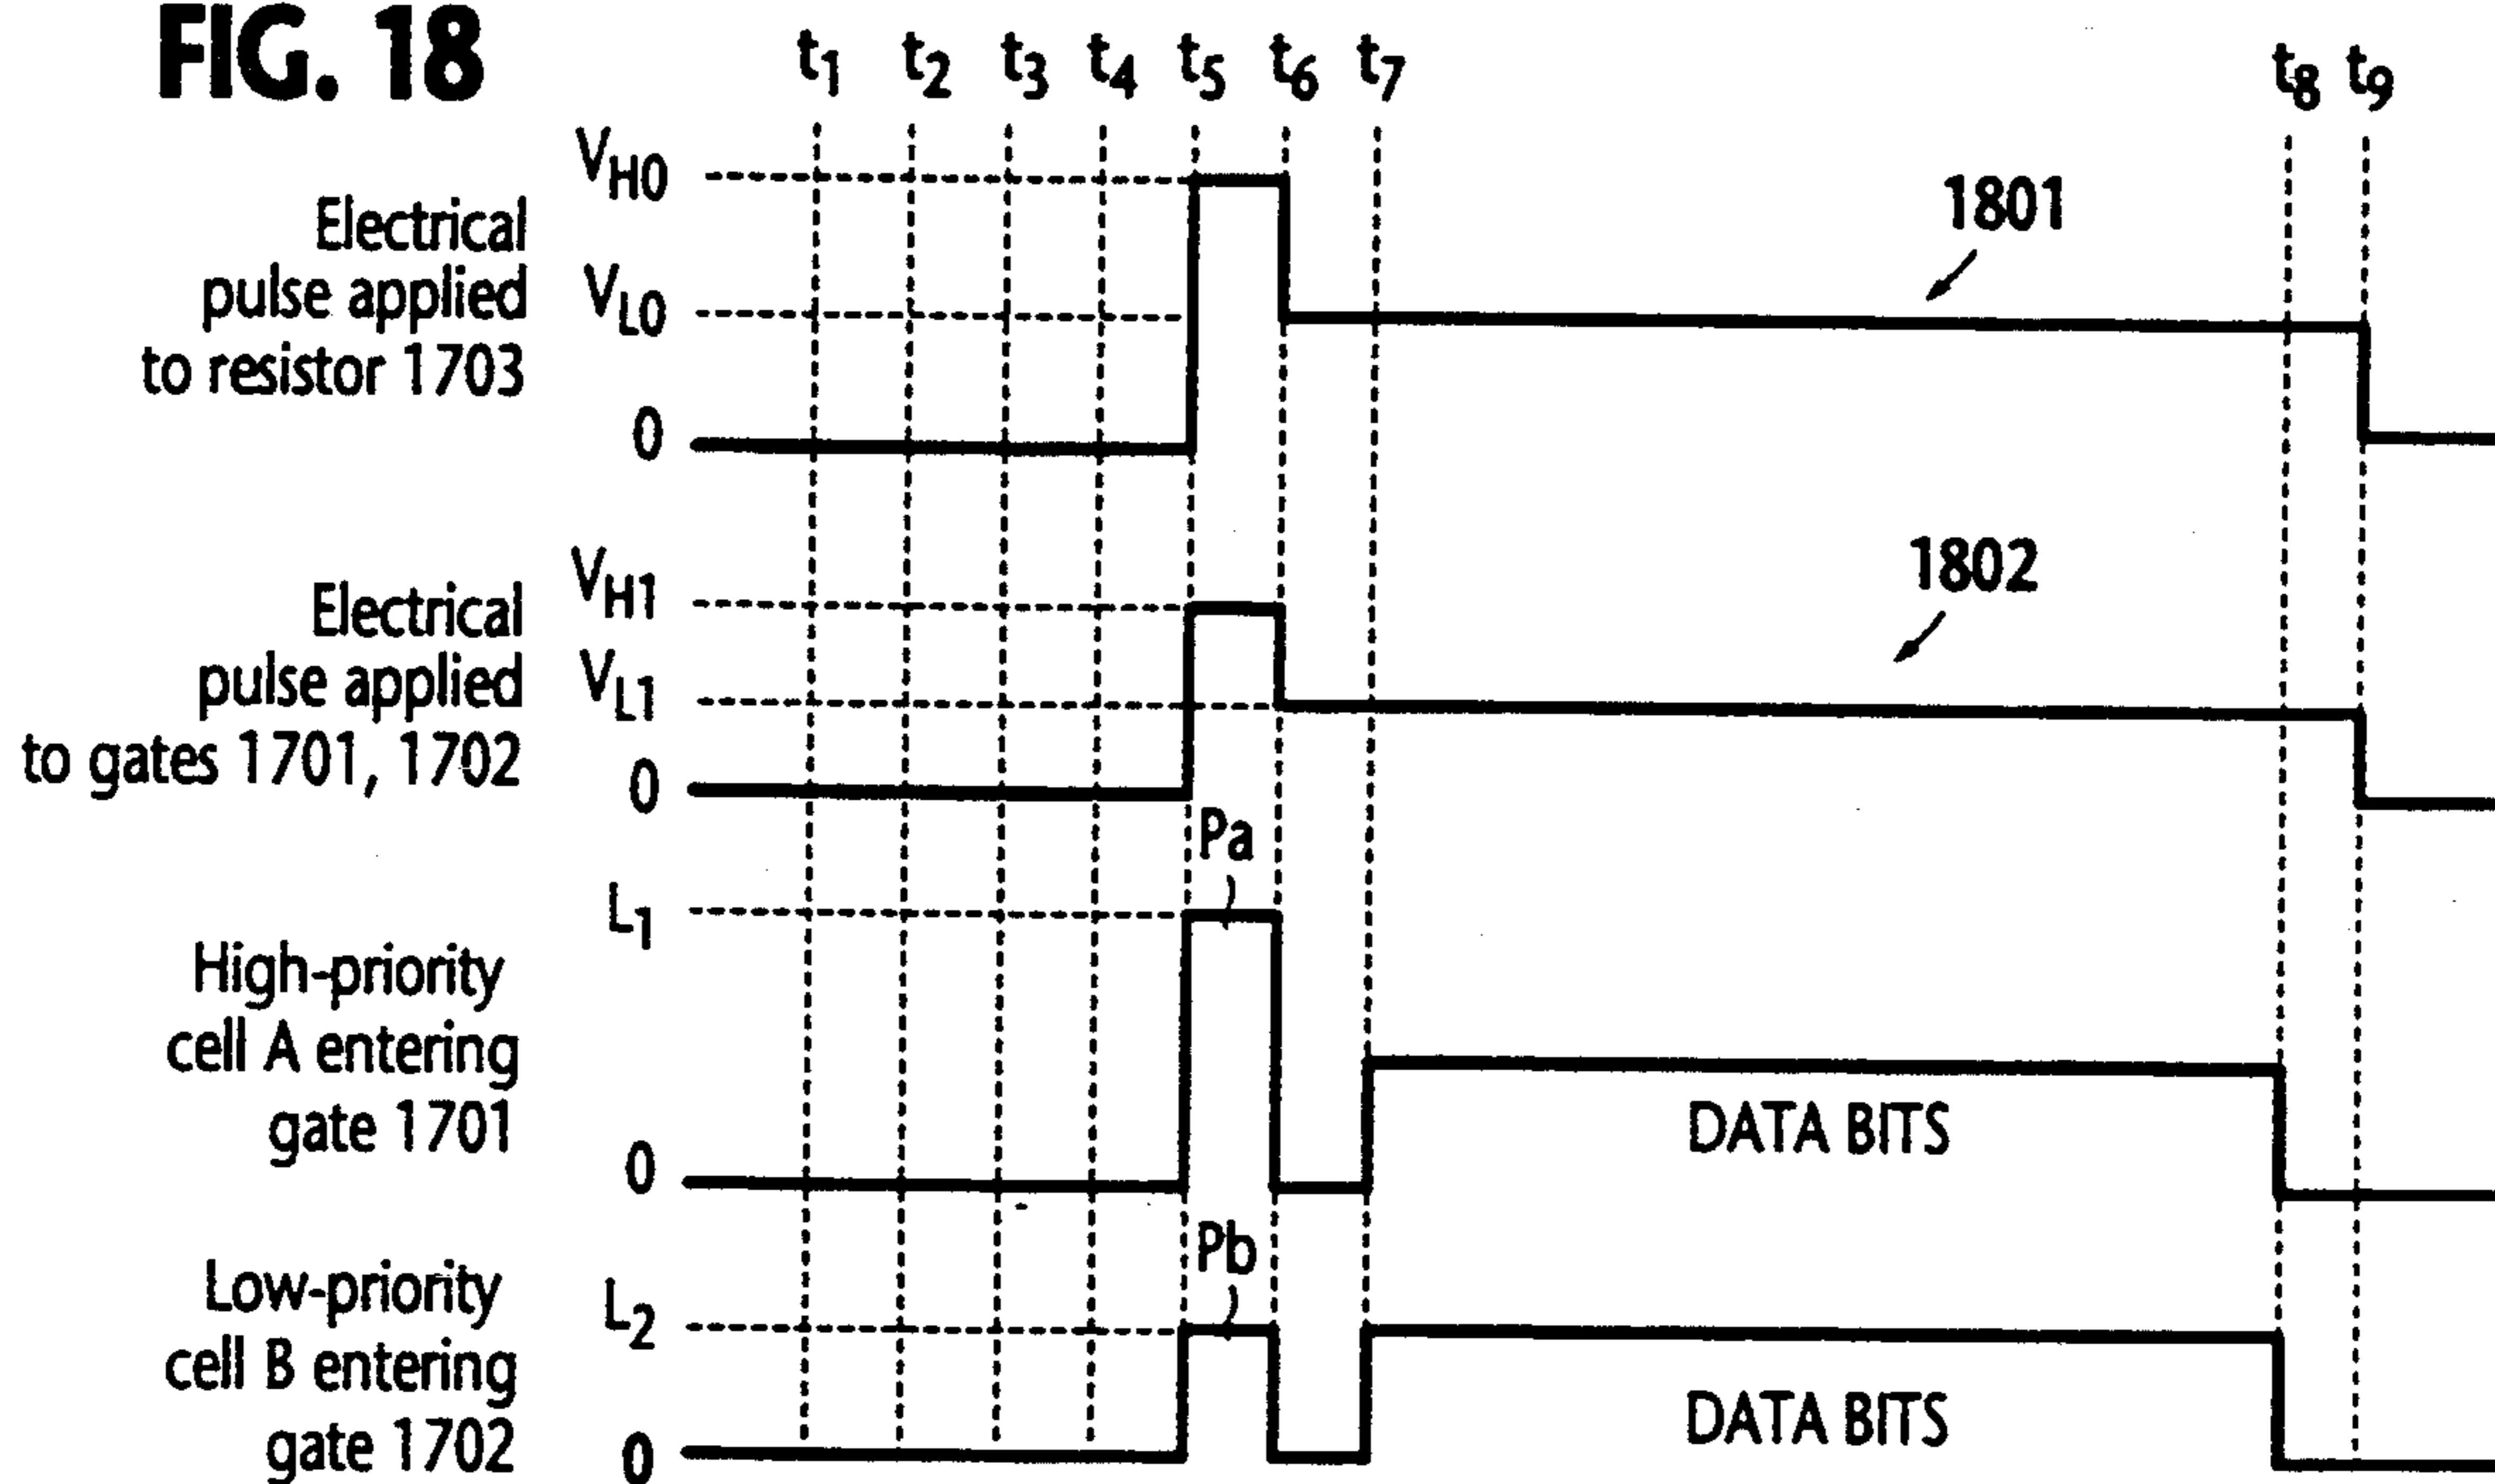 FIG. 18
t1 t2 t3 t4 t5 t6 t7 t8 t9
Electrical
pulse applied
to resistor 1703
VH0
VL0
0
1801
Electrical
pulse applied
to gates 1701, 1702
VH1
VL1
0
1802
High-priority
cell A entering
gate 1701
L1
0
Pa
DATA BITS
Low-priority
cell B entering
gate 1702
L2
0
Pb
DATA BITS